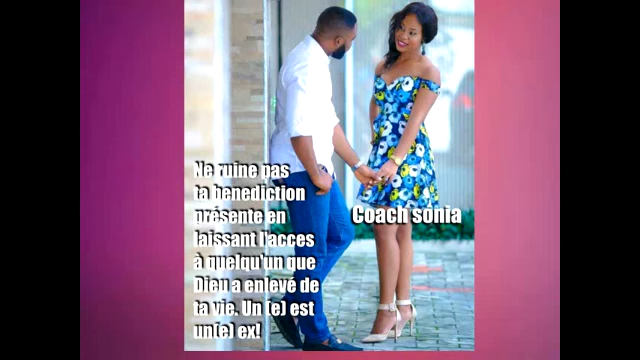 Ne ruine pas
ta benediction
présente en
laissant l'acces
à quelqu'un que
Dieu a enlevé de
ta vie. Un (e) est
un(e) ex!
Coach sonia